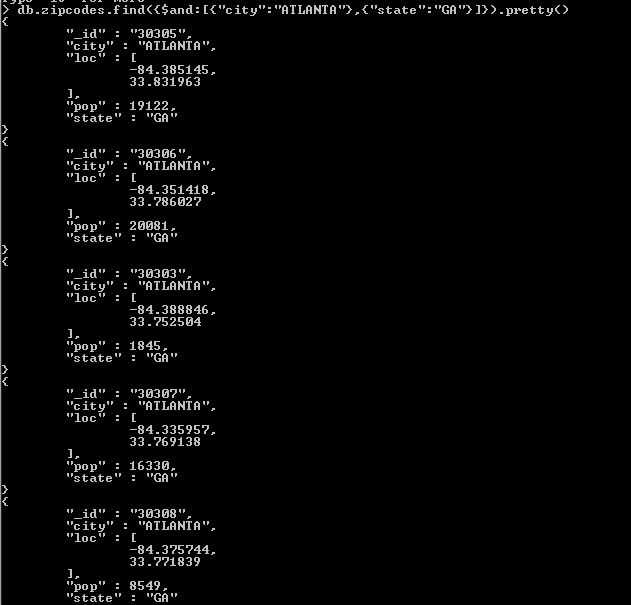 > db.zipcodes.find({$and:[{"city":"ATLANTA"},{"state":"GA"}]}).pretty()
{
"_id" : "30305",
"city" : "ATLANTA",
"loc" : [
-84.385145,
33.831963
],
"pop" : 19122,
"state" : "GA"
}
{
"_id" : "30306",
"city" : "ATLANTA",
"loc" : [
-84.351418,
33.786027
],
"pop" : 20081,
"state" : "GA"
}
{
"_id" : "30303",
"city" : "ATLANTA",
"loc" : [
-84.388846,
33.752504
],
"pop" : 1845,
"state" : "GA"
}
{
"_id" : "30307",
"city" : "ATLANTA",
"loc" : [
-84.335957,
33.769138
],
"pop" : 16330,
"state" : "GA"
}
{
"_id" : "30308",
"city" : "ATLANTA",
"loc" : [
-84.375744,
33.771839
],
"pop" : 8549,
"state" : "GA"